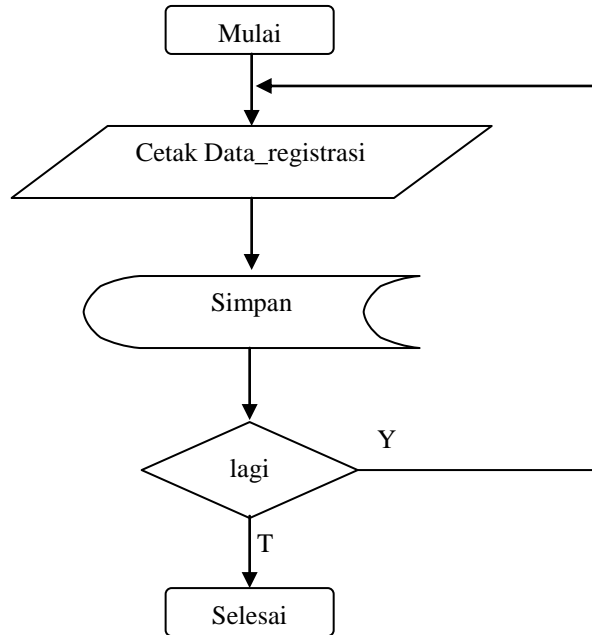 Mulai
Cetak Data_registrasi
Simpan
Y
lagi
T
Selesai